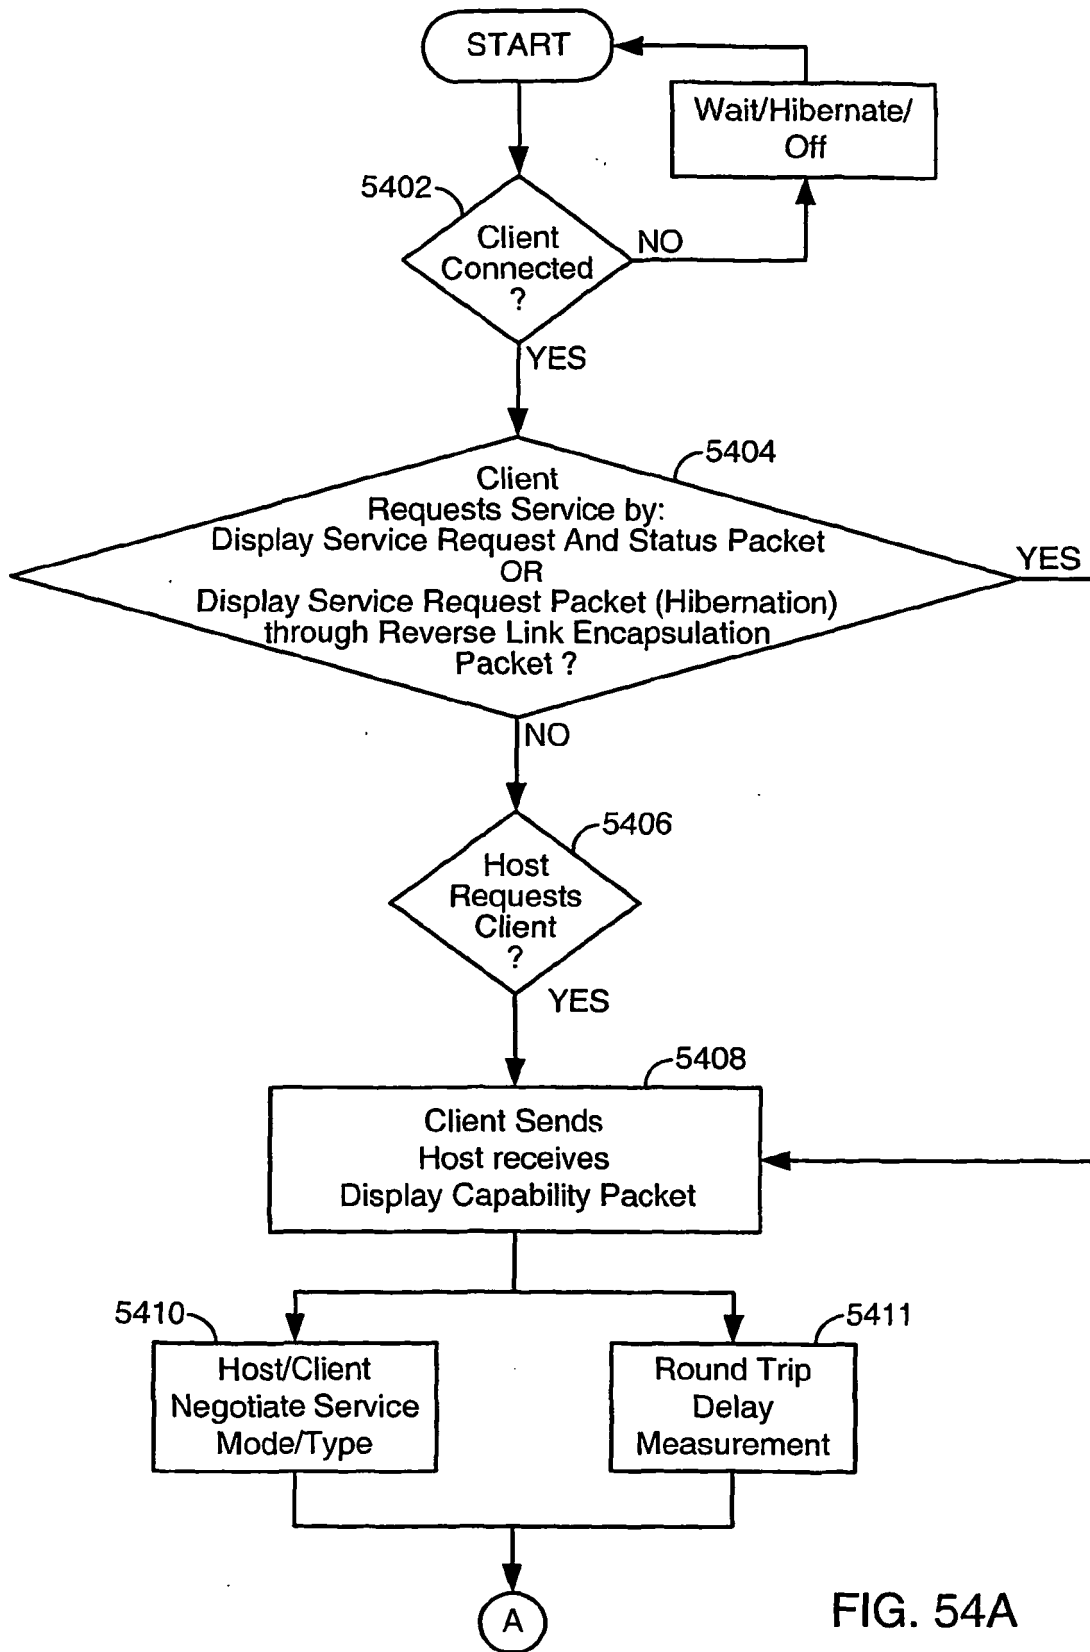 START
Wait/Hibernate/
Off
5402
Client
Connected
?
NO
YES
5404
Client
Requests Service by:
Display Service Request And Status Packet
OR
Display Service Request Packet (Hibernation)
through Reverse Link Encapsulation
Packet ?
YES
NO
5406
Host
Requests
Client
?
YES
5408
Client Sends
Host receives
Display Capability Packet
5410
Host/Client
Negotiate Service
Mode/Type
5411
Round Trip
Delay
Measurement
A
FIG. 54A